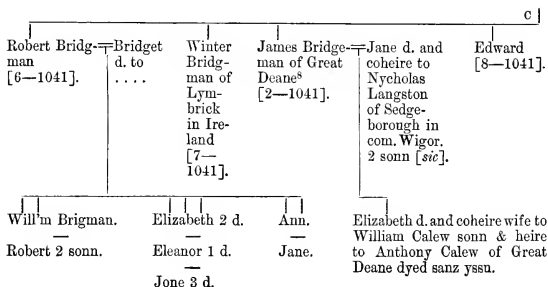 C
Robert Bridg-
man
[6—1041].
Bridget
d. to
. . . .
Winter
Bridg-
man of
Lym-
brick
in Ire-
land
[7—
1041].
James Bridge-
man of Great
Deane⁸
[2—1041].
Jane d. and
coheire to
Nycholas
Langston
of Sedge-
borough in
com. Wigor.
2 sonn [sic].
Edward
[8—1041].
Will'm Brigman.
—
Robert 2 sonn.
Elizabeth 2 d.
—
Eleanor 1 d.
—
Jone 3 d.
Ann.
—
Jane.
Elizabeth d. and coheire wife to
William Calew sonn & heire
to Anthony Calew of Great
Deane dyed sanz yssu.